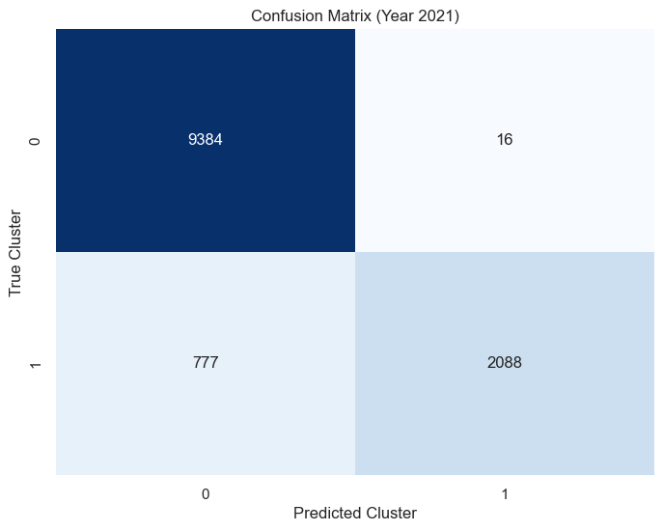 Confusion Matrix (Year 2021)
True Cluster
0
9384
16
1
777
2088
0
1
Predicted Cluster